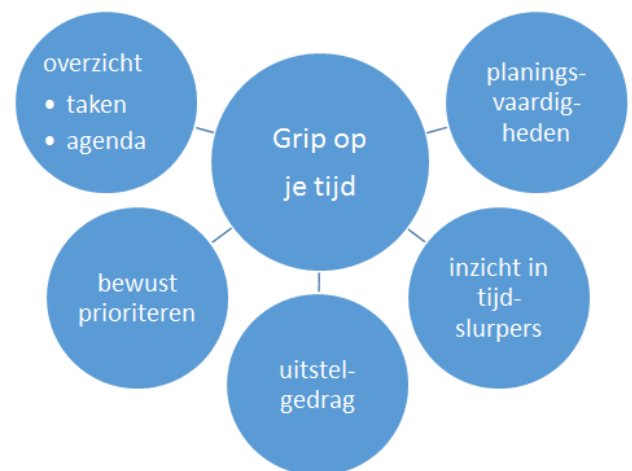 overzicht
• taken
• agenda
Grip op
je tijd
planings-
vaardig-
heden
bewust
prioriteren
inzicht in
tijd-
slurpers
uitstel-
gedrag